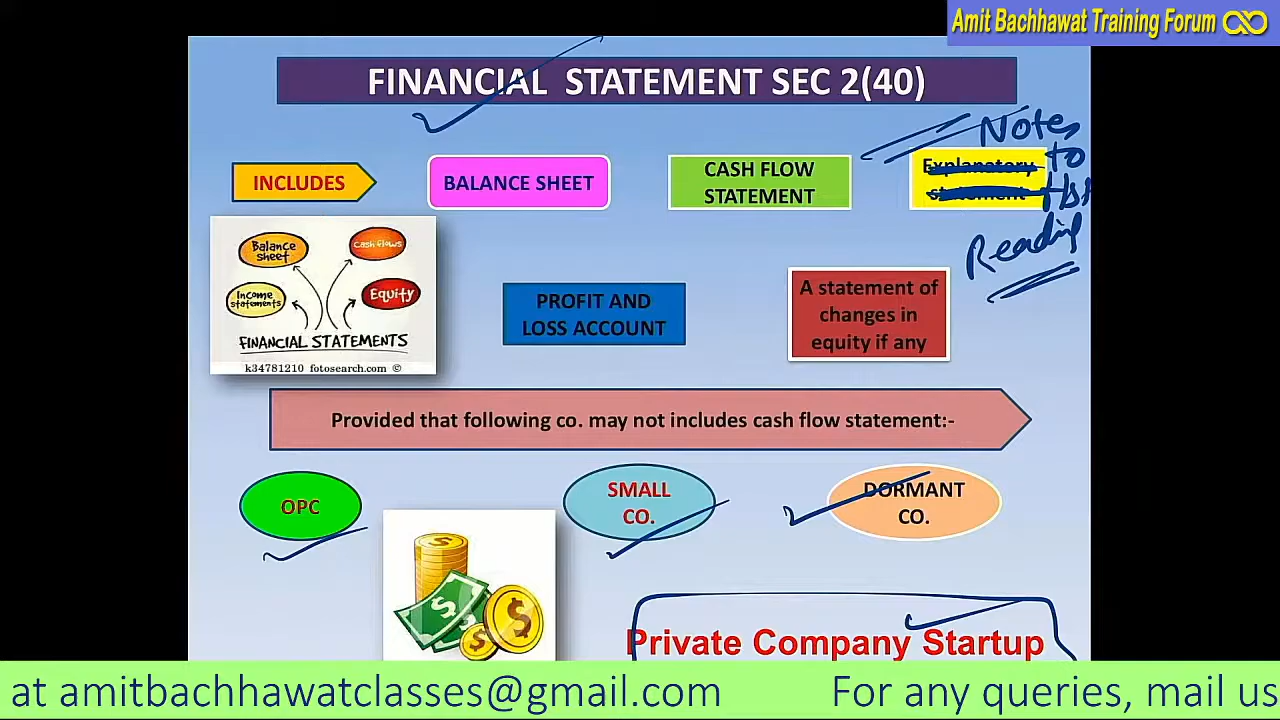 Amit Bachhawat Training Forum
FINANCIAL STATEMENT SEC 2(40)
Notes
to
INCLUDES
BALANCE SHEET
CASH FLOW
STATEMENT
Explanatory
statement
Reading
Balance
sheet
Cash flows
Income
statements
Equity
FINANCIAL STATEMENTS
k34781210 fotosearch.com ©
PROFIT AND
LOSS ACCOUNT
A statement of
changes in
equity if any
Provided that following co. may not includes cash flow statement:-
OPC
SMALL
CO.
DORMANT
CO.
Private Company Startup
at amitbachhawatclasses@gmail.com For any queries, mail us